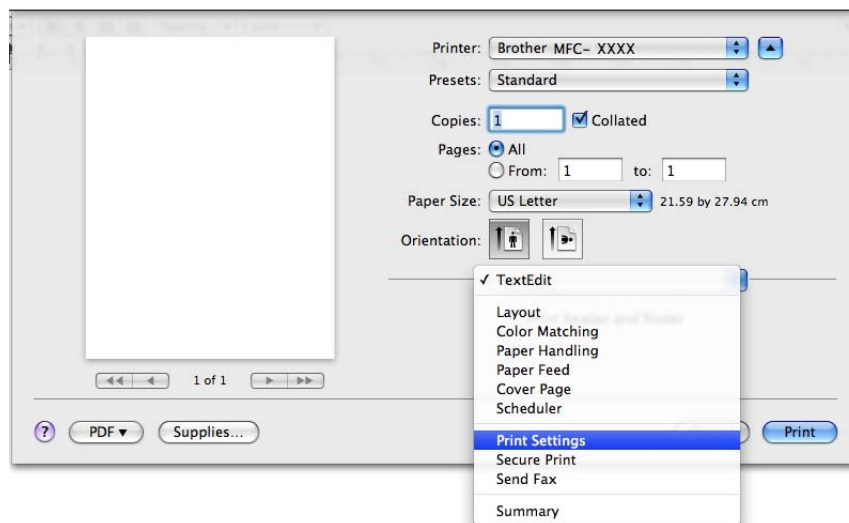 Printer: Brother MFC- XXXX
Presets: Standard
Copies: 1 Collated
Pages: All
From: 1 to: 1
Paper Size: US Letter 21.59 by 27.94 cm
Orientation:
✓ TextEdit
Layout
Color Matching
Paper Handling
Paper Feed
Cover Page
Scheduler
Print Settings
Secure Print
Send Fax
Summary
1 of 1
? PDF ▼ Supplies... Print